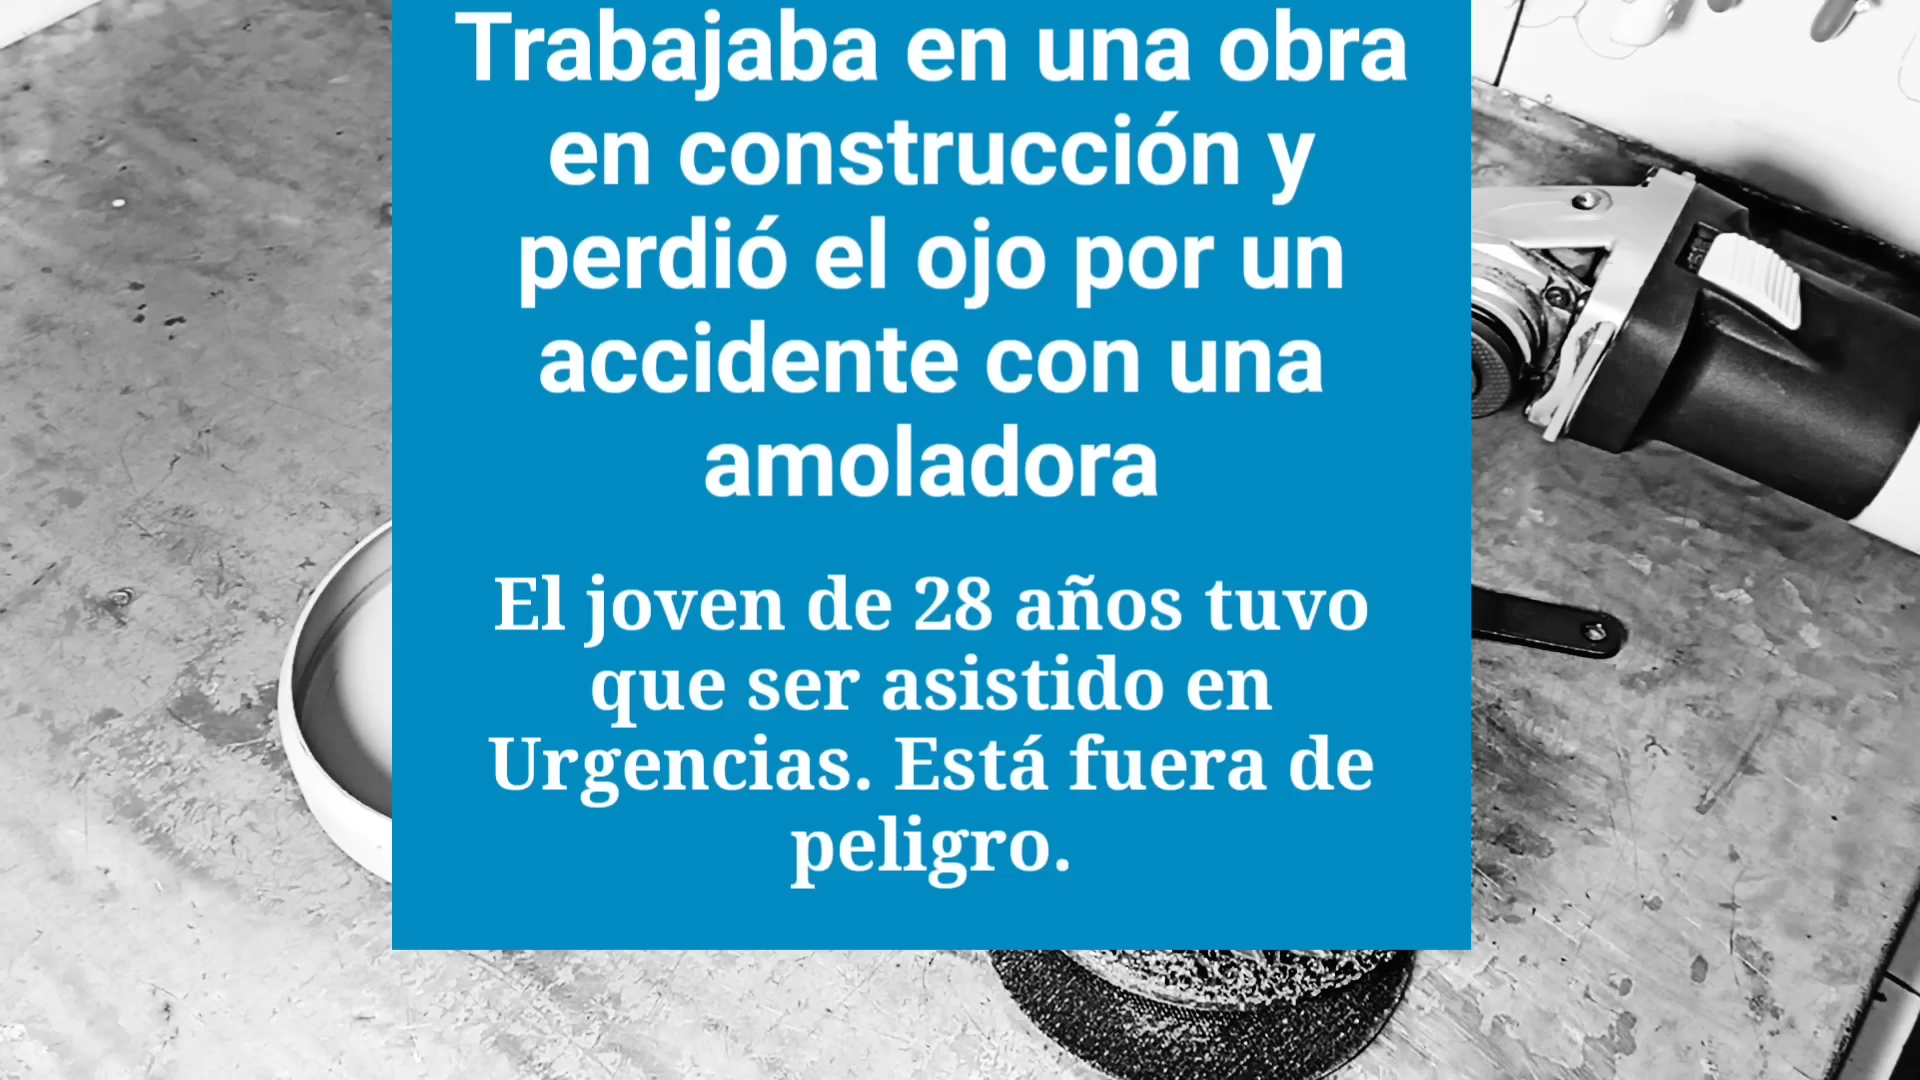 Trabajaba en una obra
en construcción y
perdió el ojo por un
accidente con una
amoladora
El joven de 28 años tuvo
que ser asistido en
Urgencias. Está fuera de
peligro.